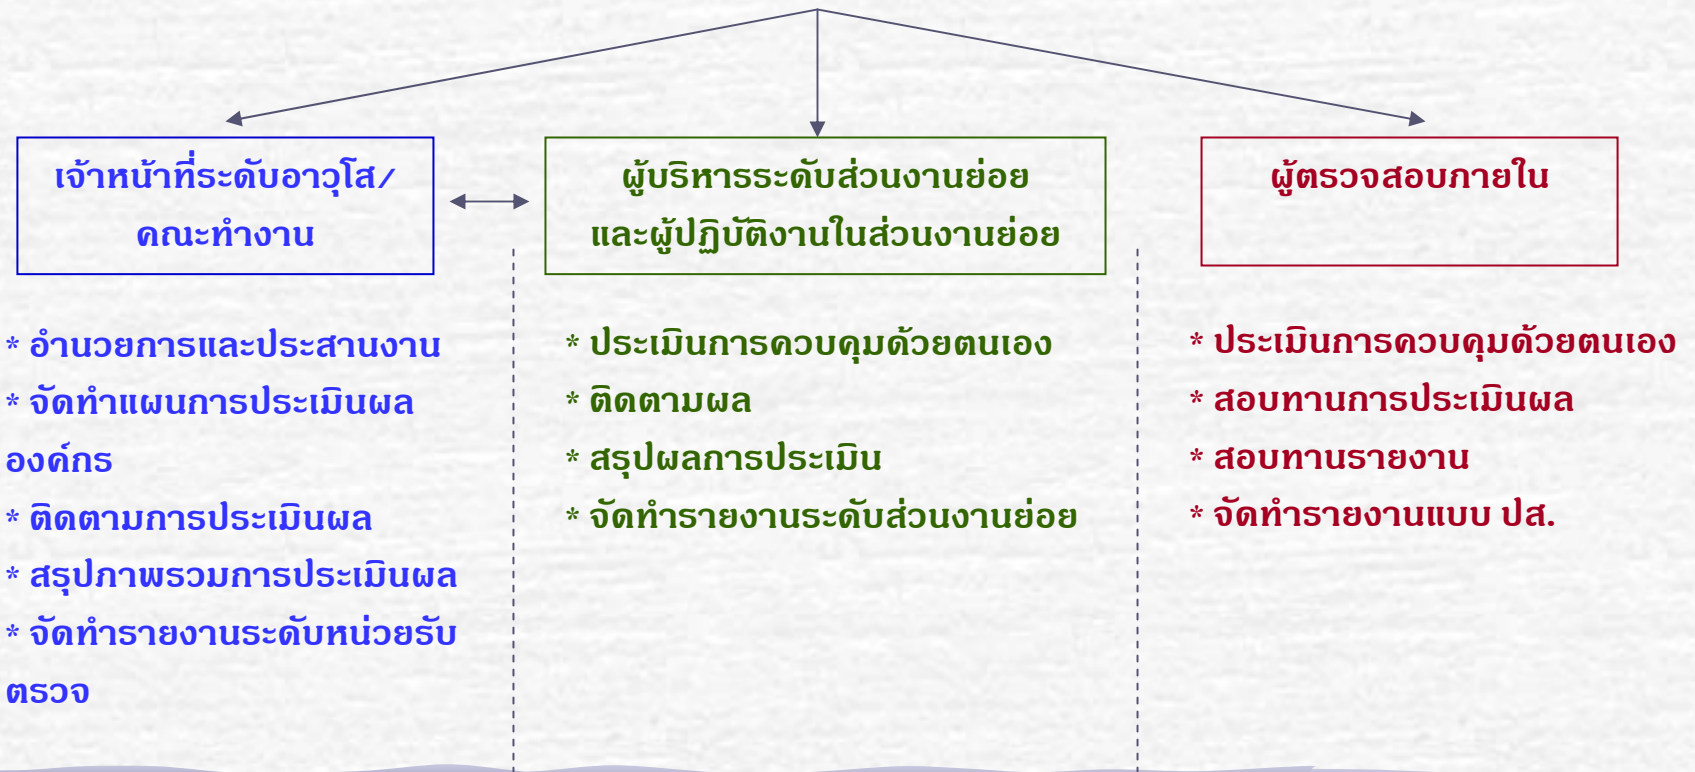 เจ้าหน้าที่ระดับอาวุโส/
คณะทำงาน
ผู้บริหารระดับส่วนงานย่อย
และผู้ปฏิบัติงานในส่วนงานย่อย
ผู้ตรวจสอบภายใน
* อำนวยการและประสานงาน
* จัดทำแผนการประเมินผล
องค์กร
* ติดตามการประเมินผล
* สรุปภาพรวมการประเมินผล
* จัดทำรายงานระดับหน่วยรับ
ตรวจ
* ประเมินการควบคุมด้วยตนเอง
* ติดตามผล
* สรุปผลการประเมิน
* จัดทำรายงานระดับส่วนงานย่อย
* ประเมินการควบคุมด้วยตนเอง
* สอบทานการประเมินผล
* สอบทานรายงาน
* จัดทำรายงานแบบ ปส.